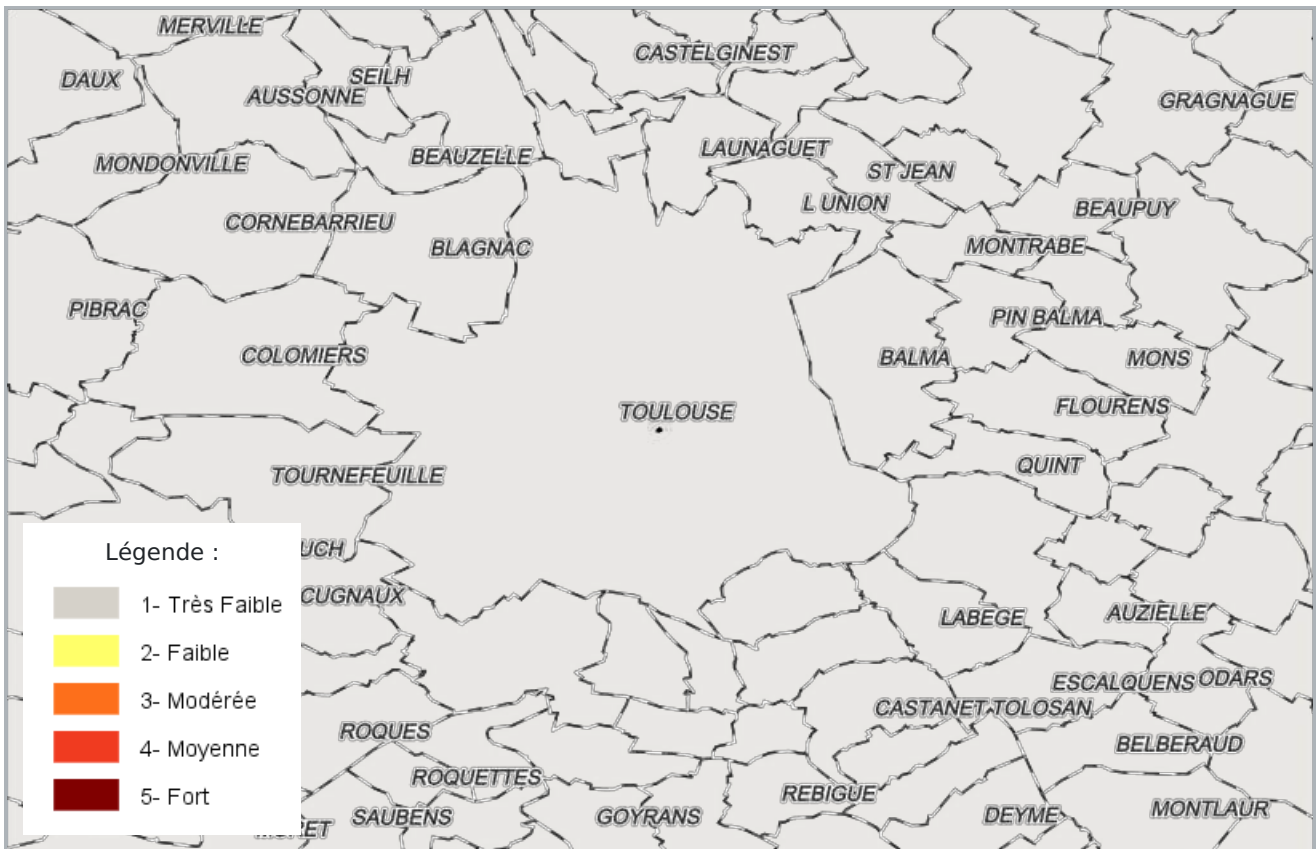 MERVILLE
CASTELGINEST
DAUX
SEILH
AUSSONNE
GRAGNAGUE
MONDONVILLE
BEAUZELLE
LAUNAGUET
ST JEAN
L UNION
BEAUPUY
CORNEBARRIEU
BLAGNAC
MONTRABE
PIBRAC
PIN BALMA
COLOMIERS
BALMA
MONS
TOULOUSE
FLOURENS
TOURNEFEUILLE
QUINT
UCH
Légende :
CUGNAUX
1- Très Faible
LABEGE
AUZIELLE
2- Faible
ESCALQUENS
ODARS
3- Modérée
CASTANET TOLOSAN
ROQUES
4- Moyenne
BELBERAUD
ROQUETTES
5- Fort
REBIGUE
SAUBENS
GOYRANS
DEYME
MONTLAUR